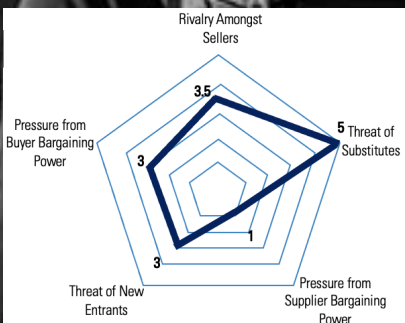 Rivalry Amongst
Sellers
3.5
5
Threat of
Substitutes
Pressure from
Buyer Bargaining
Power
3
1
3
Threat of New
Entrants
Pressure from
Supplier Bargaining
Power